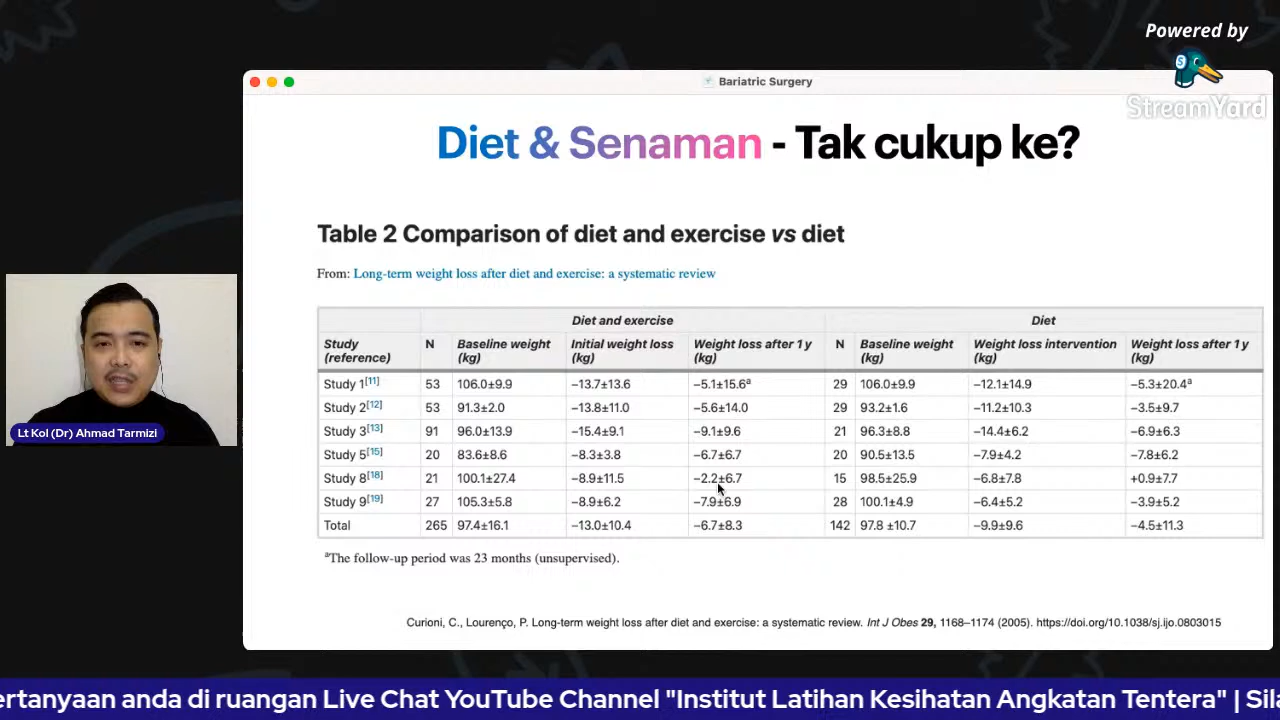 Powered by
StreamYard
Bariatric Surgery
Diet & Senaman - Tak cukup ke?
Table 2 Comparison of diet and exercise vs diet
From: Long-term weight loss after diet and exercise: a systematic review
Diet and exercise Diet
Study (reference) N Baseline weight (kg) Initial weight loss (kg) Weight loss after 1 y (kg) N Baseline weight (kg) Weight loss intervention (kg) Weight loss after 1 y (kg)
Study 1[11] 53 106.0±9.9 −13.7±13.6 −5.1±15.6a 29 106.0±9.9 −12.1±14.9 −5.3±20.4a
Study 2[12] 53 91.3±2.0 −13.8±11.0 −5.6±14.0 29 93.2±1.6 −11.2±10.3 −3.5±9.7
Study 3[13] 91 96.0±13.9 −15.4±9.1 −9.1±9.6 21 96.3±8.8 −14.4±6.2 −6.9±6.3
Study 5[15] 20 83.6±8.6 −8.3±3.8 −6.7±6.7 20 90.5±13.5 −7.9±4.2 −7.8±6.2
Study 8[18] 21 100.1±27.4 −8.9±11.5 −2.2±6.7 15 98.5±25.9 −6.8±7.8 +0.9±7.7
Study 9[19] 27 105.3±5.8 −8.9±6.2 −7.9±6.9 28 100.1±4.9 −6.4±5.2 −3.9±5.2
Total 265 97.4±16.1 −13.0±10.4 −6.7±8.3 142 97.8 ±10.7 −9.9±9.6 −4.5±11.3
aThe follow-up period was 23 months (unsupervised).
Curioni, C., Lourenço, P. Long-term weight loss after diet and exercise: a systematic review. Int J Obes 29, 1168–1174 (2005). https://doi.org/10.1038/sj.ijo.0803015
Lt Kol (Dr) Ahmad Tarmizi
ertanyaan anda di ruangan Live Chat YouTube Channel "Institut Latihan Kesihatan Angkatan Tentera" | Sila